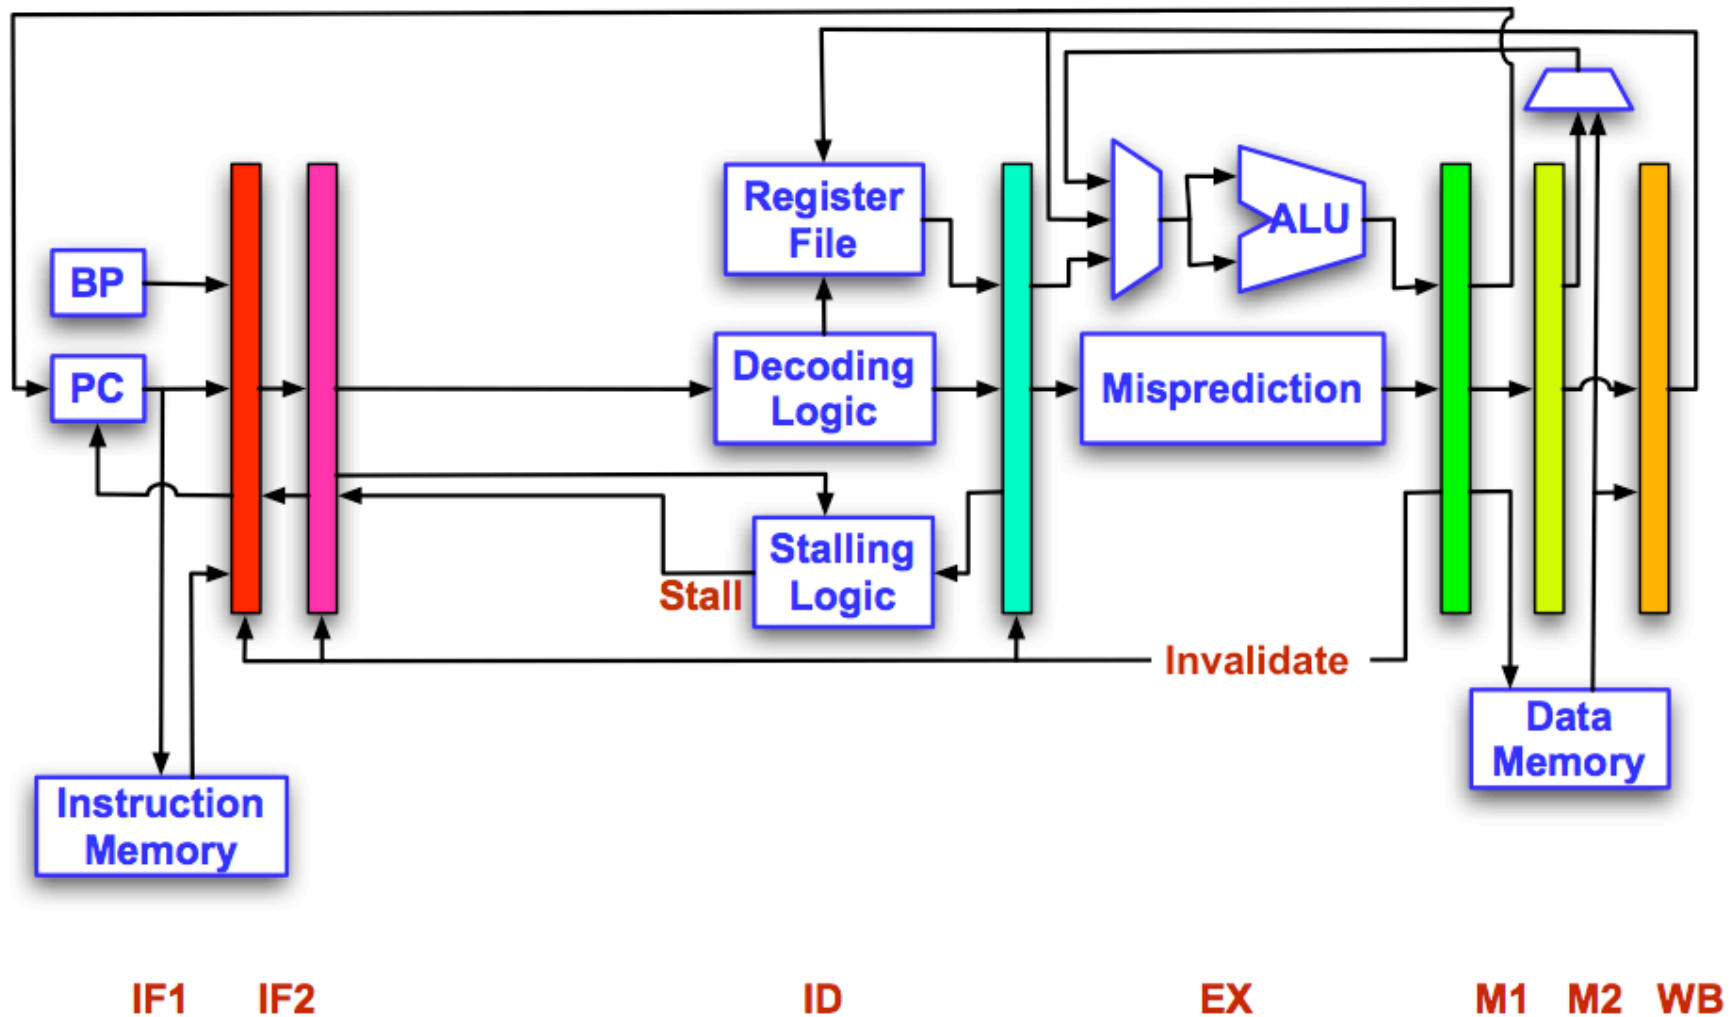 Register
File
ALU
BP
PC
Decoding
Logic
Misprediction
Stalling
Logic
Stall
Invalidate
Data
Memory
Instruction
Memory
IF1 IF2 ID EX M1 M2 WB